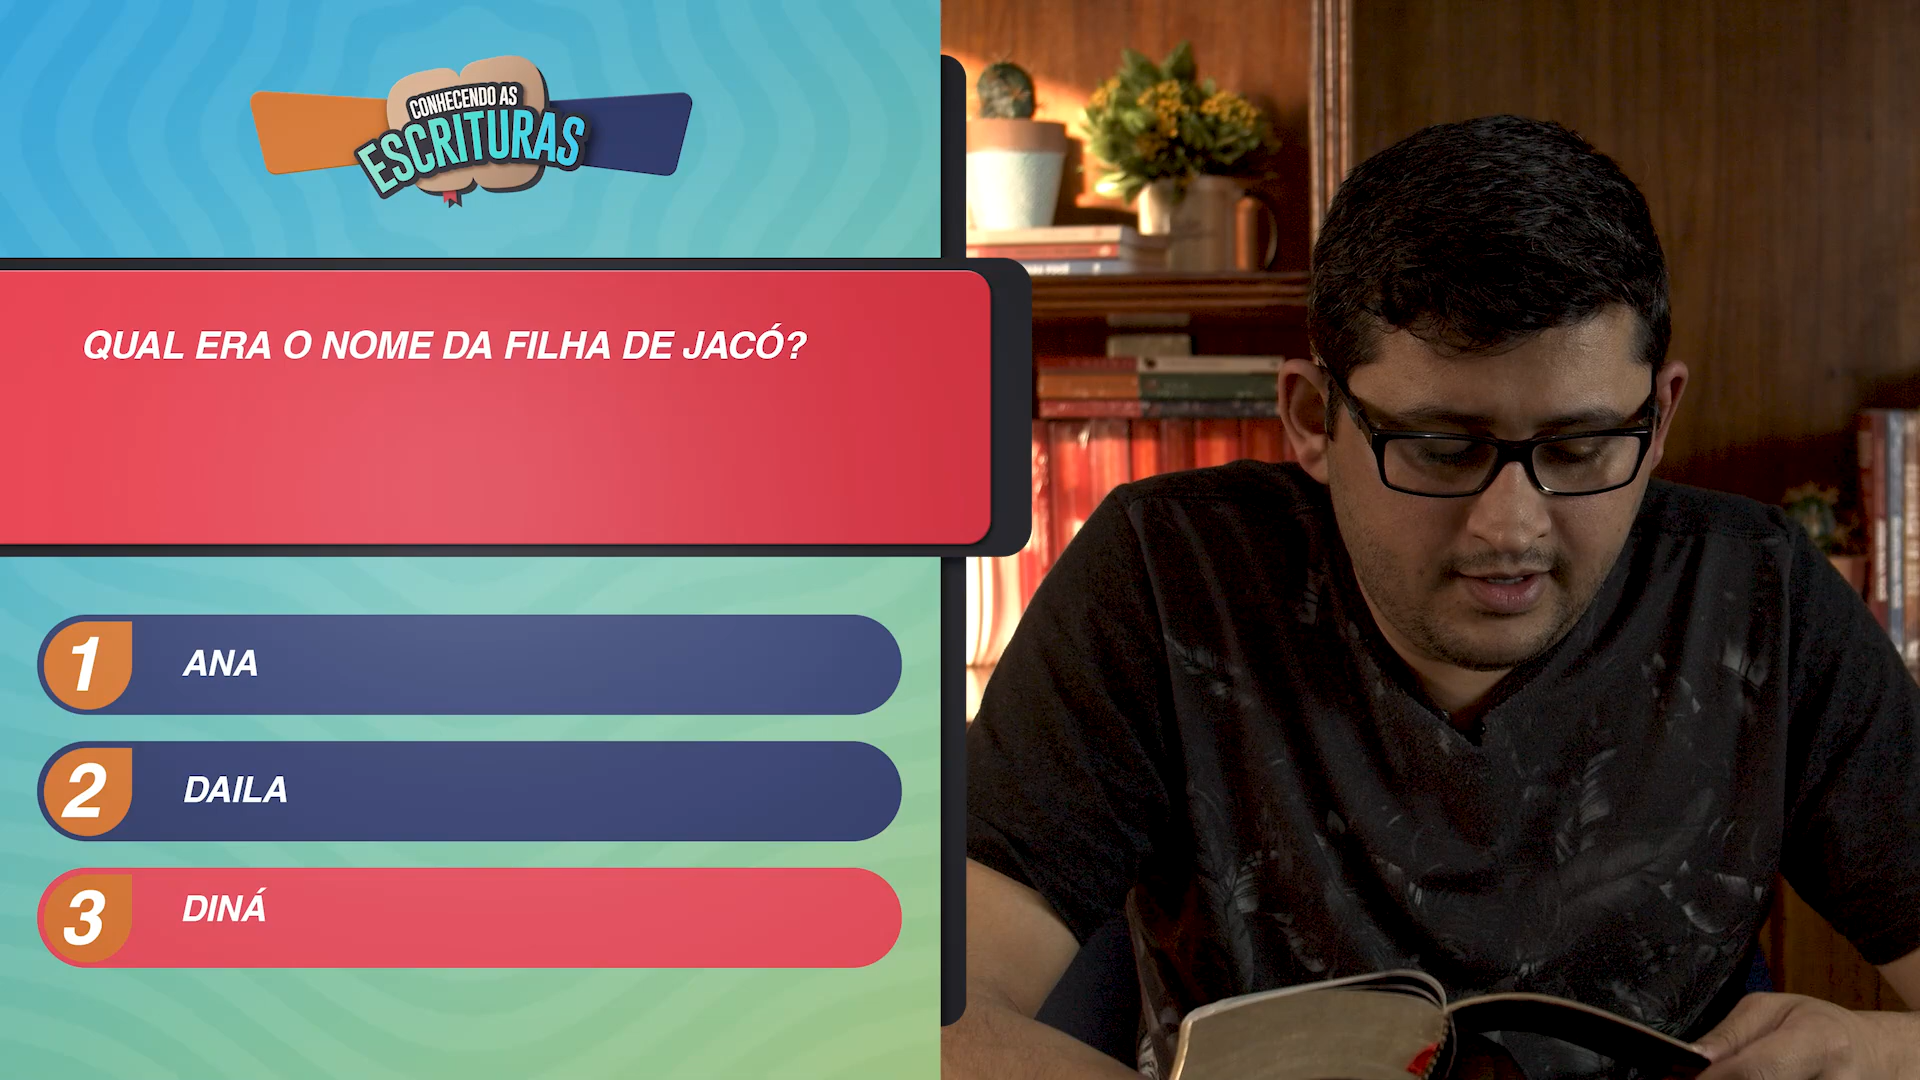 CONHECENDO AS
ESCRITURAS
QUAL ERA O NOME DA FILHA DE JACÓ?
1 ANA
2 DAILA
3 DINÁ